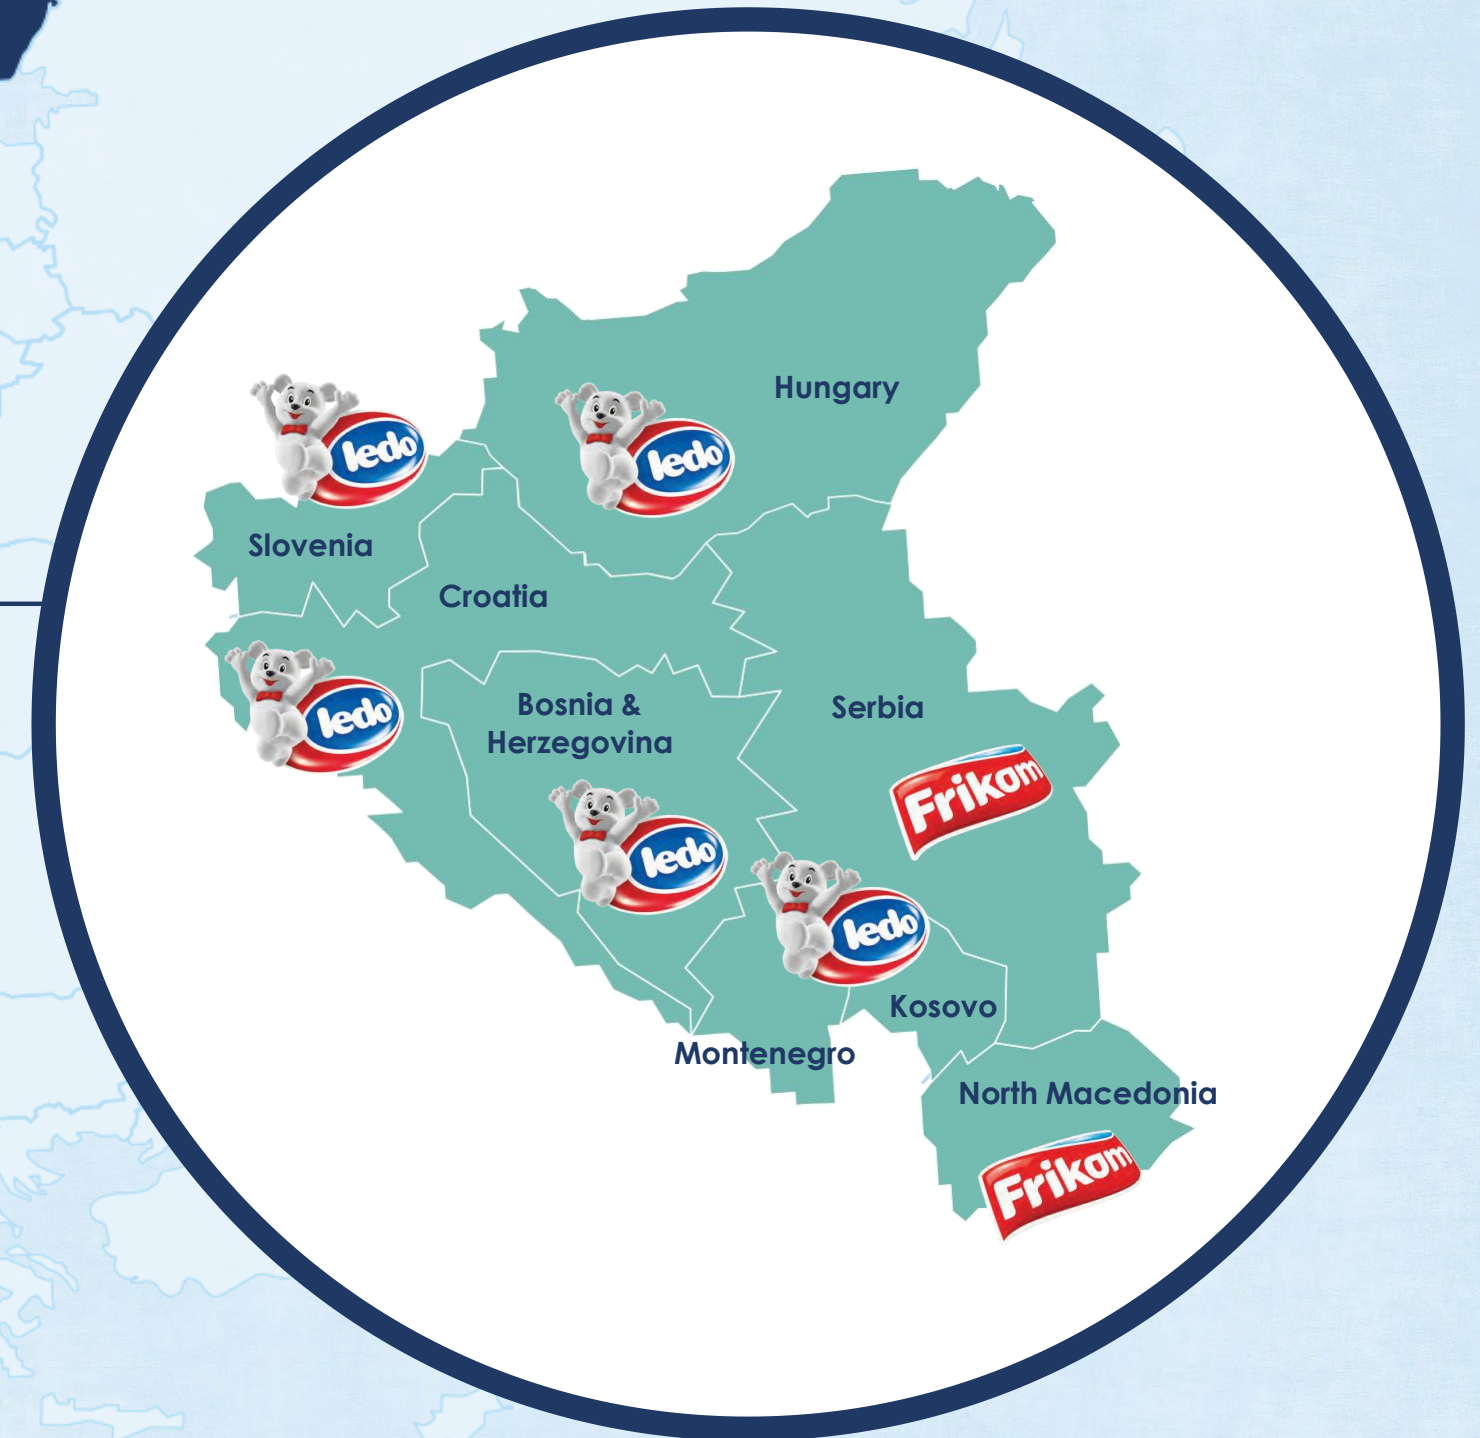 Hungary
ledo
ledo
Slovenia
Croatia
ledo
Bosnia &
Herzegovina
Serbia
Frikom
ledo
ledo
Kosovo
Montenegro
North Macedonia
Frikom